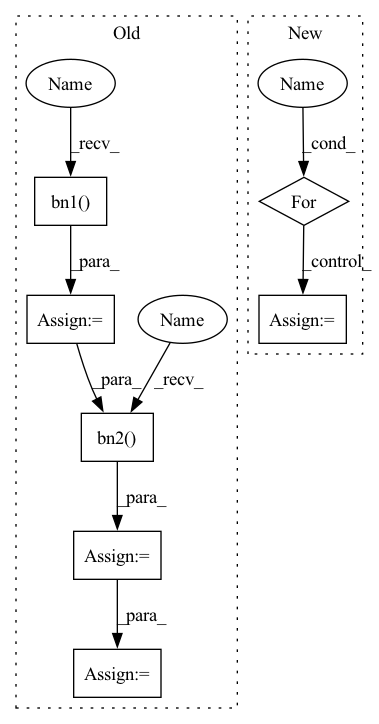 Old
New
Name
Name
_recv_
_cond_
bn1()
For
_para_
_control_
Assign:=
Name
Assign:=
_para_
_recv_
bn2()
_para_
Assign:=
_para_
Assign:=